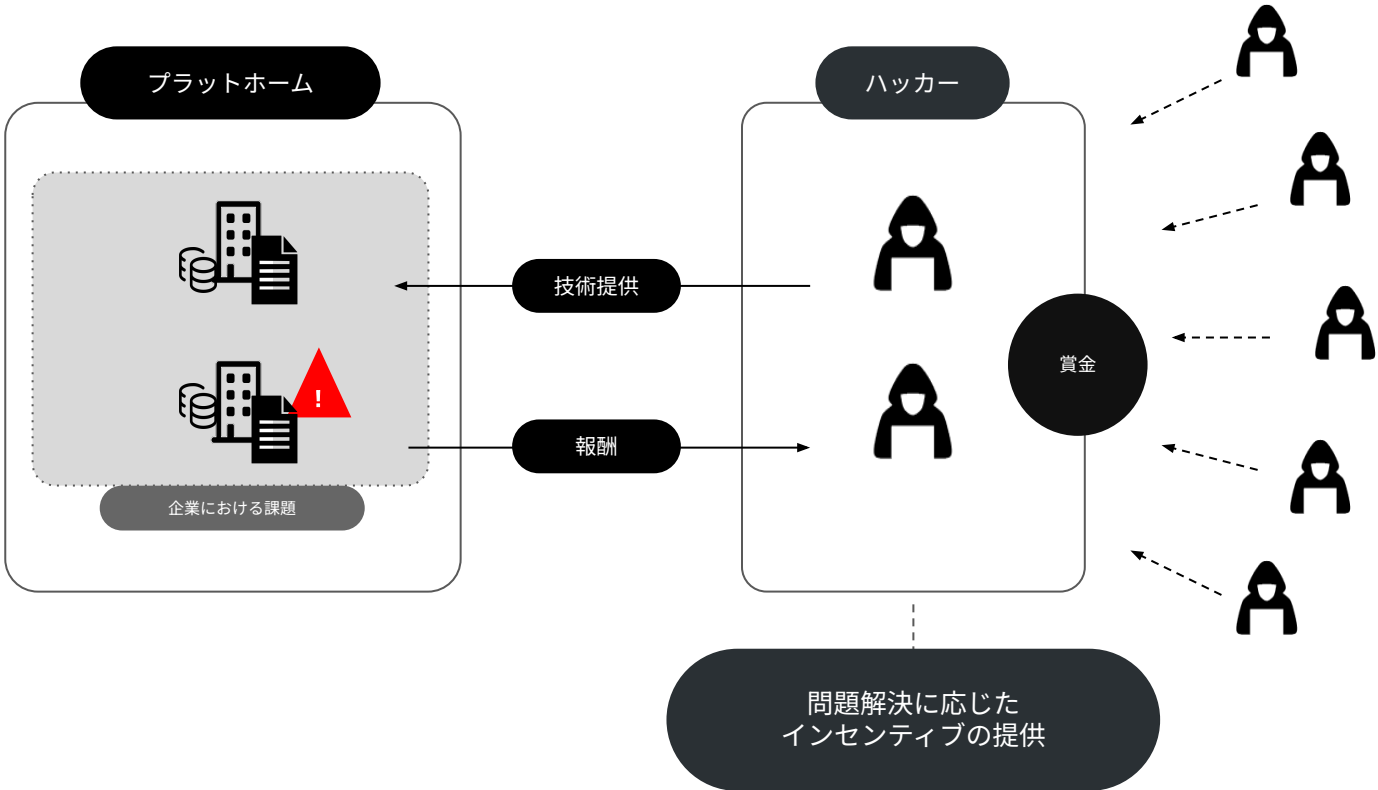 プラットホーム
ハッカー
技術提供
賞金
!
報酬
企業における課題
問題解決に応じた
インセンティブの提供